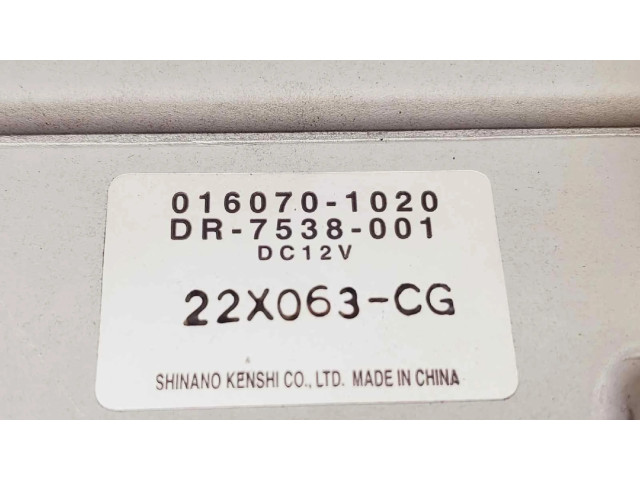 016070-1020
DR-7538-001
DC12V
22X063-CG
SHINANO KENSHI CO., LTD. MADE IN CHINA